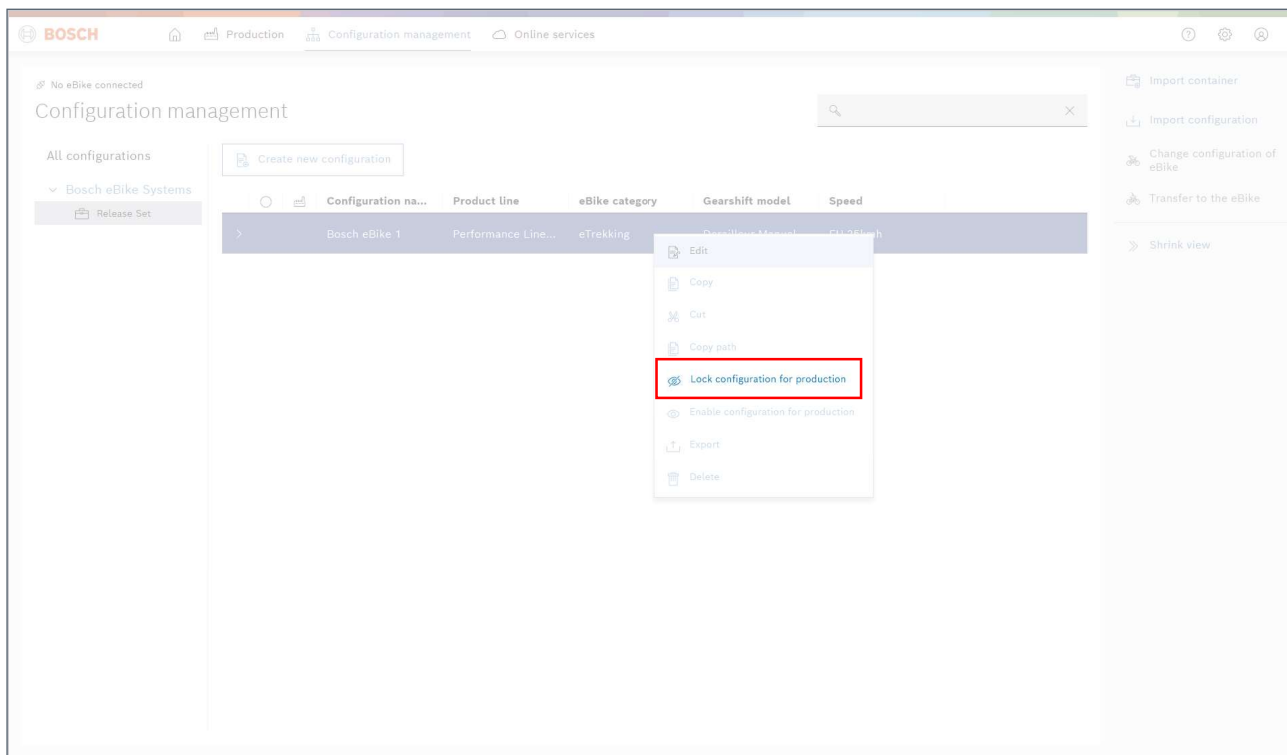 BOSCH
Production
Configuration management
Online services
No eBike connected
Configuration management
All configurations
Bosch eBike Systems
Release Set
Create new configuration
Configuration na... Product line eBike category Gearshift model Speed
Bosch eBike 1 Performance Line... eTrekking
Edit
Copy
Cut
Copy path
Lock configuration for production
Enable configuration for production
Export
Delete
Import container
Import configuration
Change configuration of
eBike
Transfer to the eBike
Shrink view